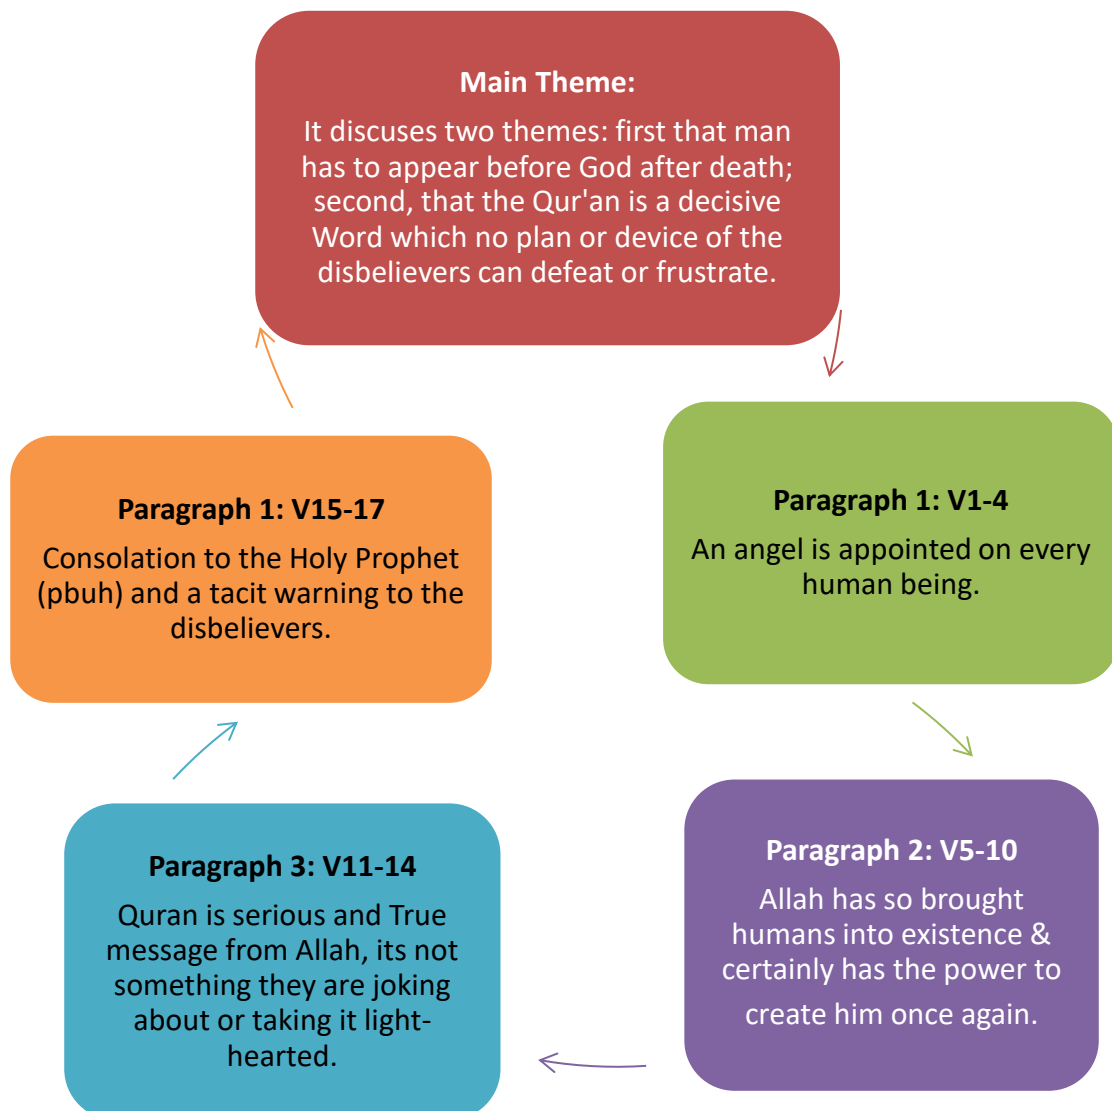 Main Theme:
It discuses two themes: first that man
has to appear before God after death;
second, that the Qur'an is a decisive
Word which no plan or device of the
disbelievers can defeat or frustrate.
Paragraph 1: V1-4
An angel is appointed on every
human being.
Paragraph 2: V5-10
Allah has so brought
humans into existence &
certainly has the power to
create him once again.
Paragraph 3: V11-14
Quran is serious and True
message from Allah, its not
something they are joking
about or taking it light-
hearted.
Paragraph 1: V15-17
Consolation to the Holy Prophet
(pbuh) and a tacit warning to the
disbelievers.